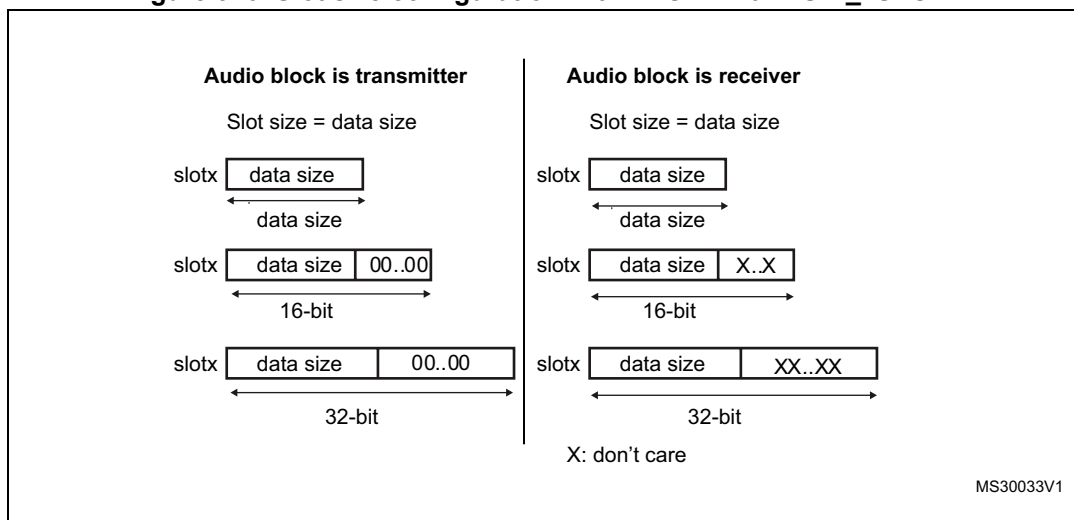 Audio block is transmitter
Slot size = data size
slotx data size
data size
slotx data size 00..00
16-bit
slotx data size 00..00
32-bit
Audio block is receiver
Slot size = data size
slotx data size
data size
slotx data size X..X
16-bit
slotx data size XX..XX
32-bit
X: don't care
MS30033V1